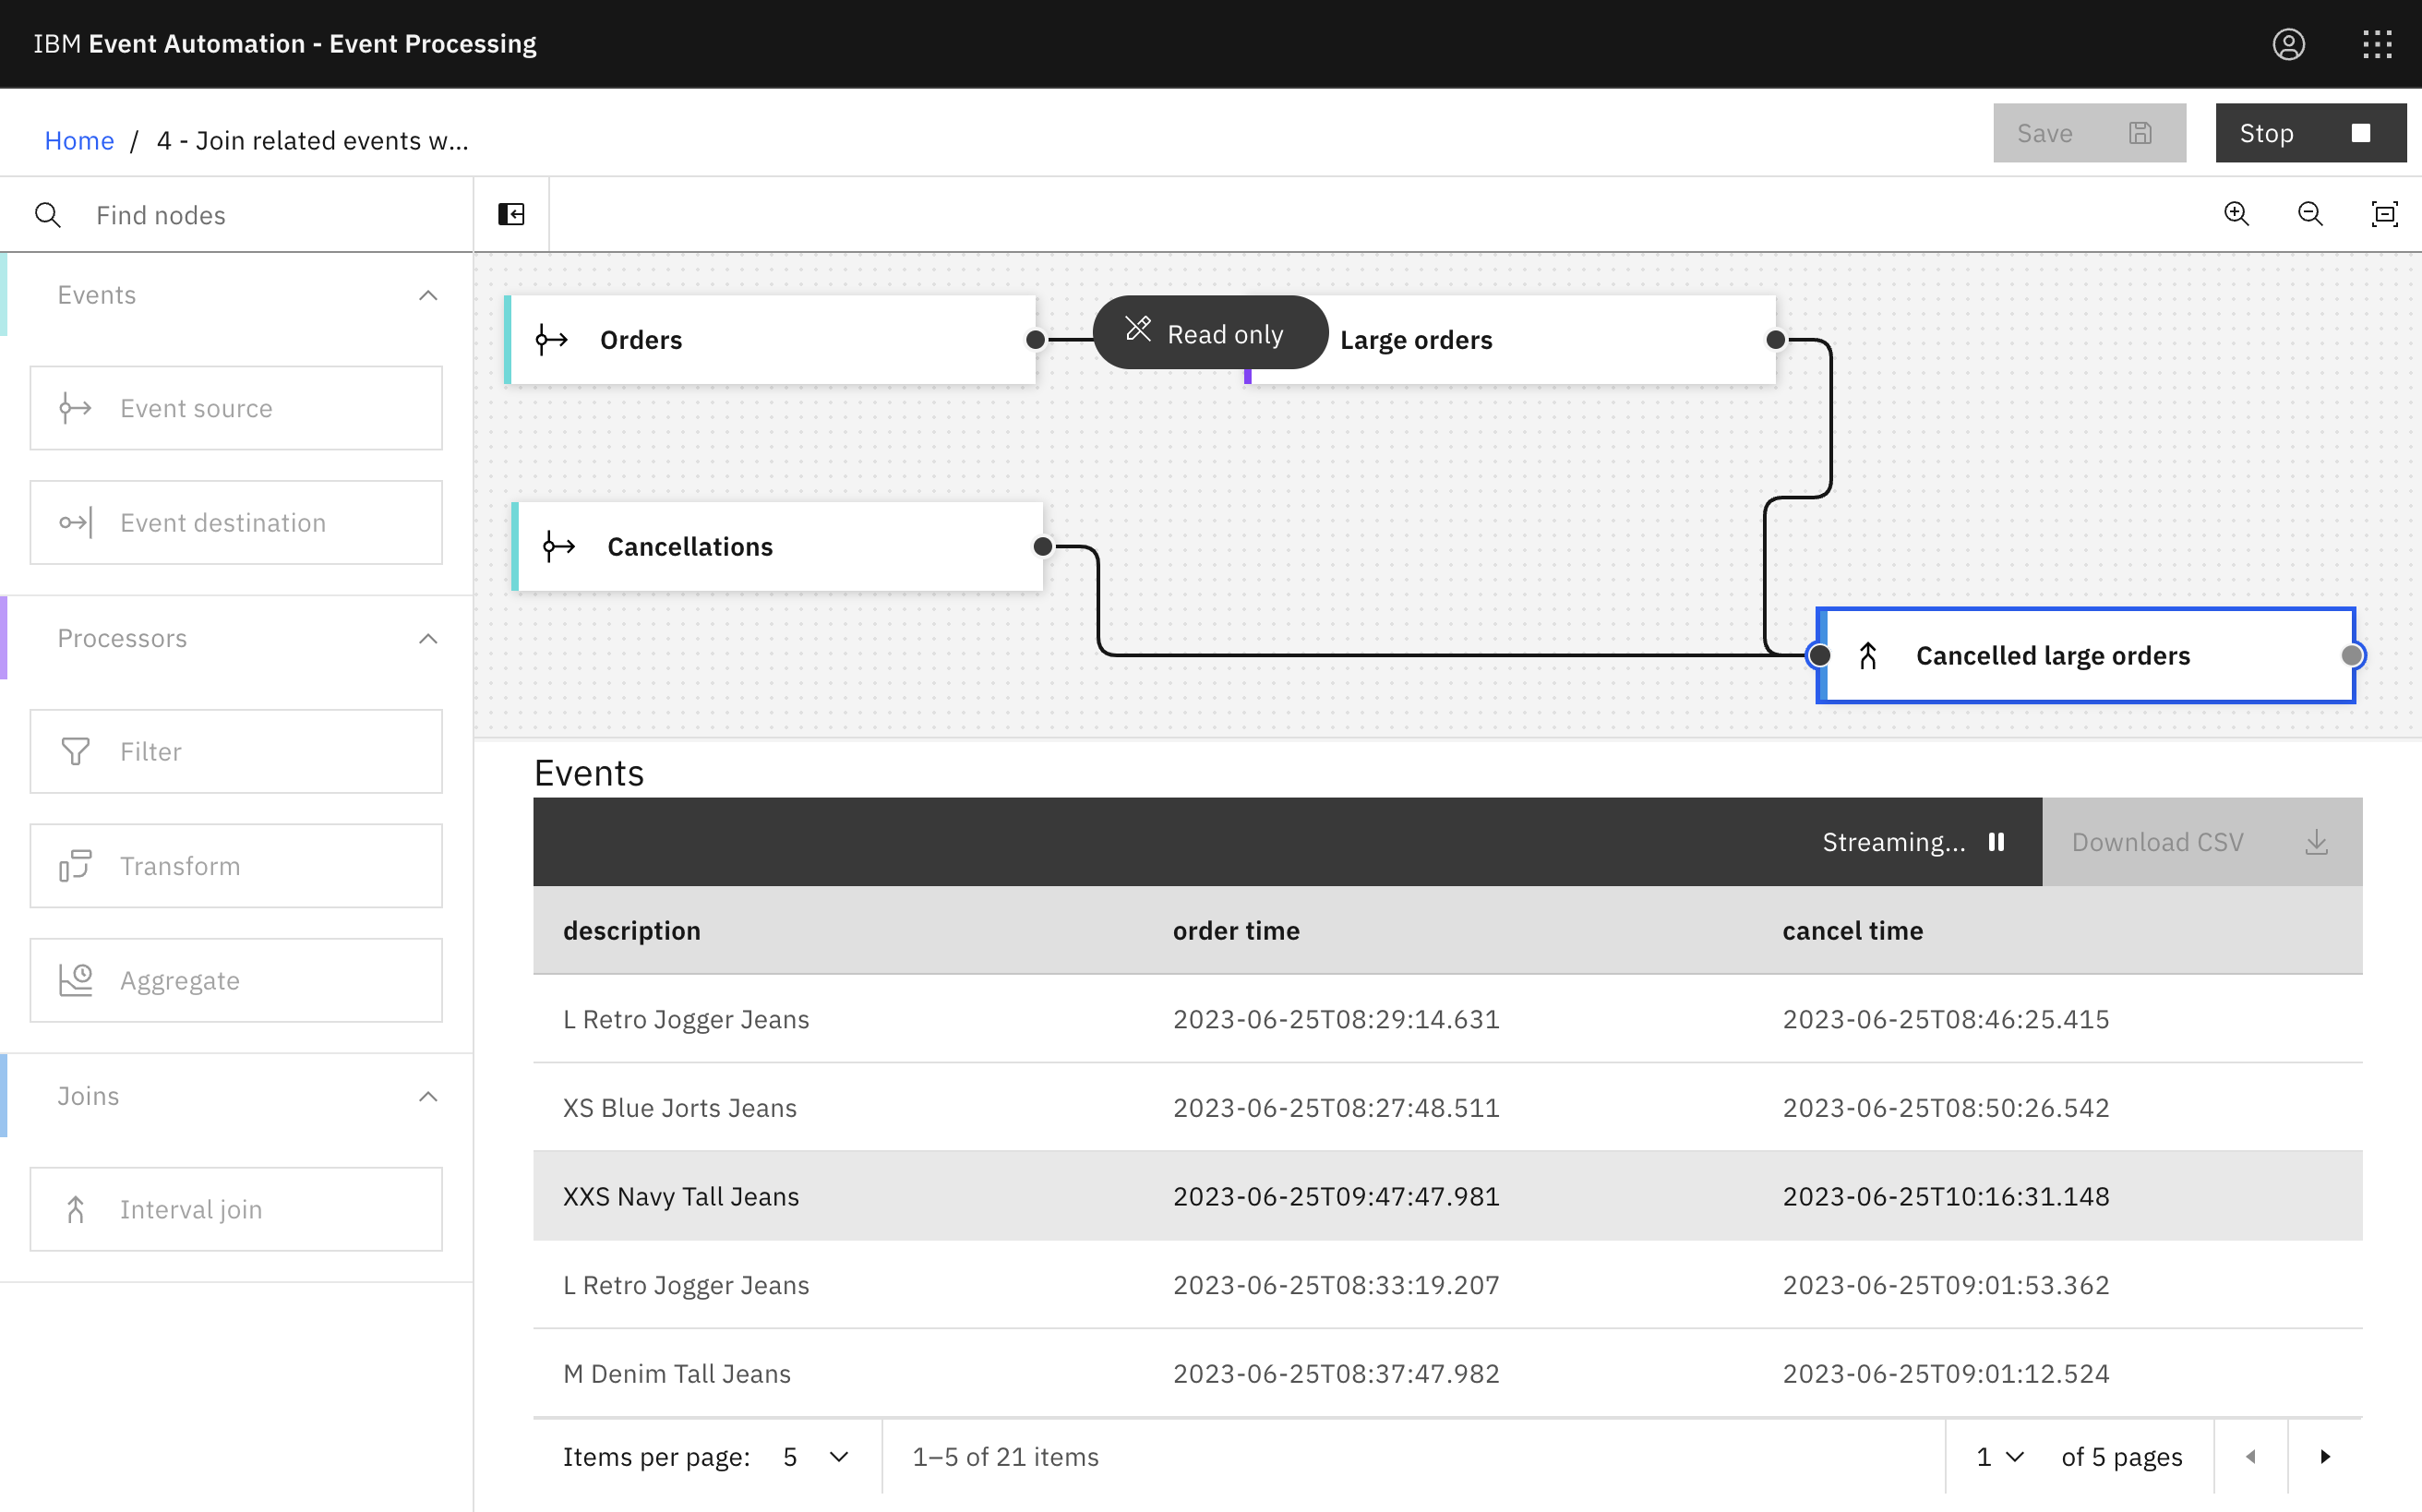 IBM Event Automation - Event Processing
Home / 4 - Join related events w...
Save
Stop
Find nodes
Events
Event source
Event destination
Processors
Filter
Transform
Aggregate
Joins
Interval join
Orders
Read only
Large orders
Cancellations
Cancelled large orders
Events
Streaming...
Download CSV
description order time cancel time
L Retro Jogger Jeans 2023-06-25T08:29:14.631 2023-06-25T08:46:25.415
XS Blue Jorts Jeans 2023-06-25T08:27:48.511 2023-06-25T08:50:26.542
XXS Navy Tall Jeans 2023-06-25T09:47:47.981 2023-06-25T10:16:31.148
L Retro Jogger Jeans 2023-06-25T08:33:19.207 2023-06-25T09:01:53.362
M Denim Tall Jeans 2023-06-25T08:37:47.982 2023-06-25T09:01:12.524
Items per page: 5 1–5 of 21 items 1 of 5 pages